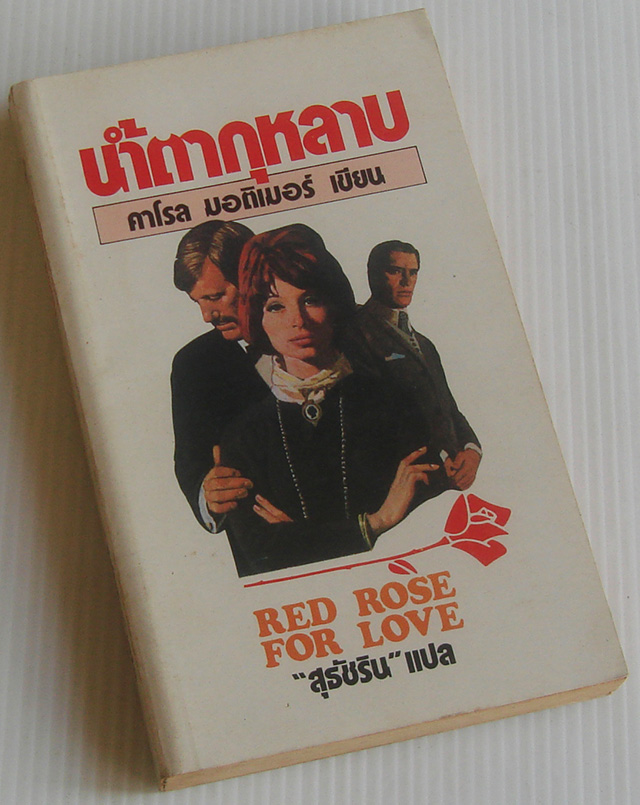 น้ำตากุหลาบ
คาโรล มอติเมอร์ เขียน
RED ROSE
FOR LOVE
“สุธัชริน” แปล